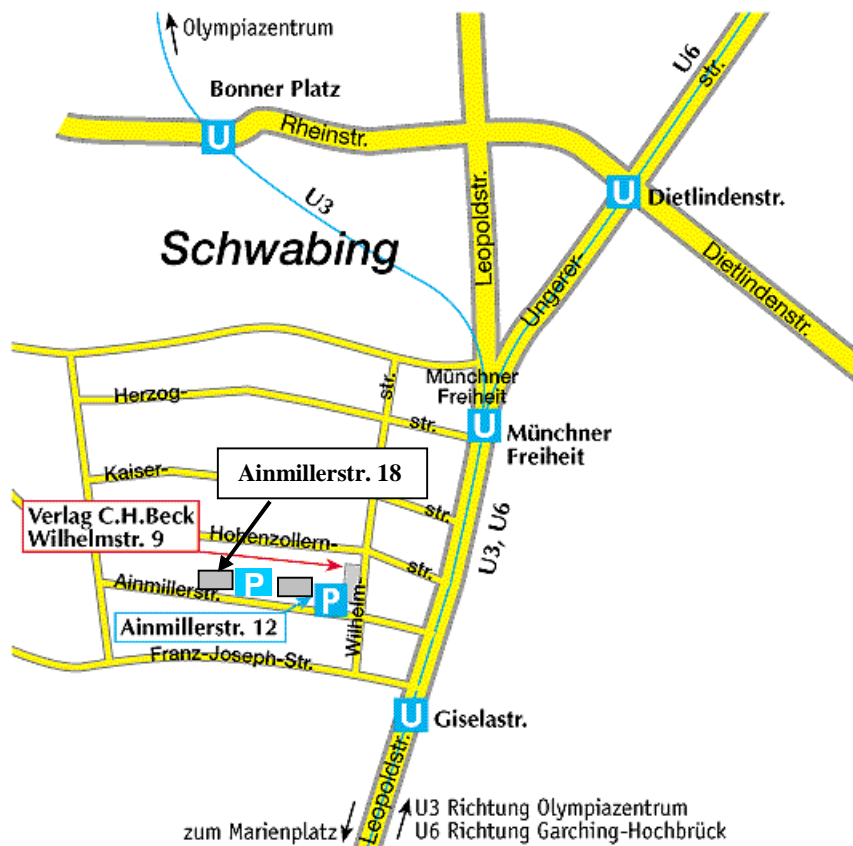 Olympiazentrum
U6
str.
Bonner Platz
U
Rheinstr.
U3
Leopoldstr.
U
Dietlindenstr.
Schwabing
Ungerer-
Dietlindenstr.
Münchner
Freiheit
str.
Herzog-
str.
U
Münchner
Freiheit
Kaiser-
Ainmillerstr. 18
str.
Verlag C.H.Beck
Wilhelmstr. 9
Hohenzollern-
str.
U3, U6
Ainmillerstr.
P
P
Wilhelm-
Ainmillerstr. 12
Franz-Joseph-Str.
U
Giselastr.
Leopoldstr.
zum Marienplatz
U3 Richtung Olympiazentrum
U6 Richtung Garching-Hochbrück